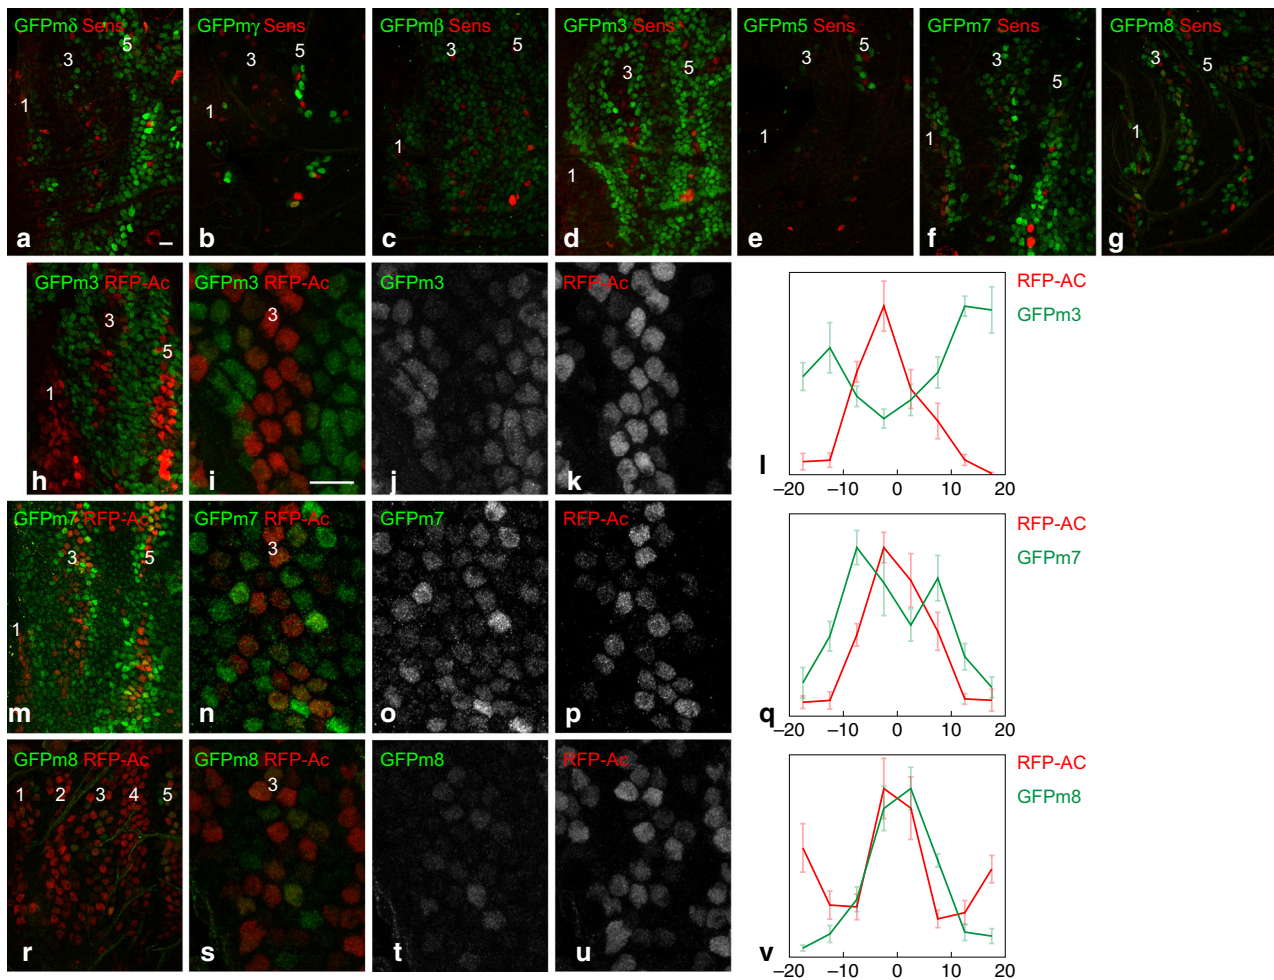 GFPmδ Sens
3
5
1
a
GFPmγ Sens
3
5
1
b
GFPmβ Sens
3
5
1
c
GFPm3 Sens
3
5
1
d
GFPm5 Sens
3
5
1
e
GFPm7 Sens
3
5
1
f
GFPm8 Sens
3
5
1
g
GFPm3 RFP-Ac
3
5
1
h
GFPm3 RFP-Ac
3
i
GFPm3
j
RFP-Ac
k
RFP-AC
GFPm3
l
–20 –10 0 10 20
GFPm7 RFP-Ac
3
5
1
m
GFPm7 RFP-Ac
3
n
GFPm7
o
RFP-Ac
p
RFP-AC
GFPm7
q
–20 –10 0 10 20
GFPm8 RFP-Ac
1 2 3 4 5
r
GFPm8 RFP-Ac
3
s
GFPm8
t
RFP-Ac
u
RFP-AC
GFPm8
v
–20 –10 0 10 20